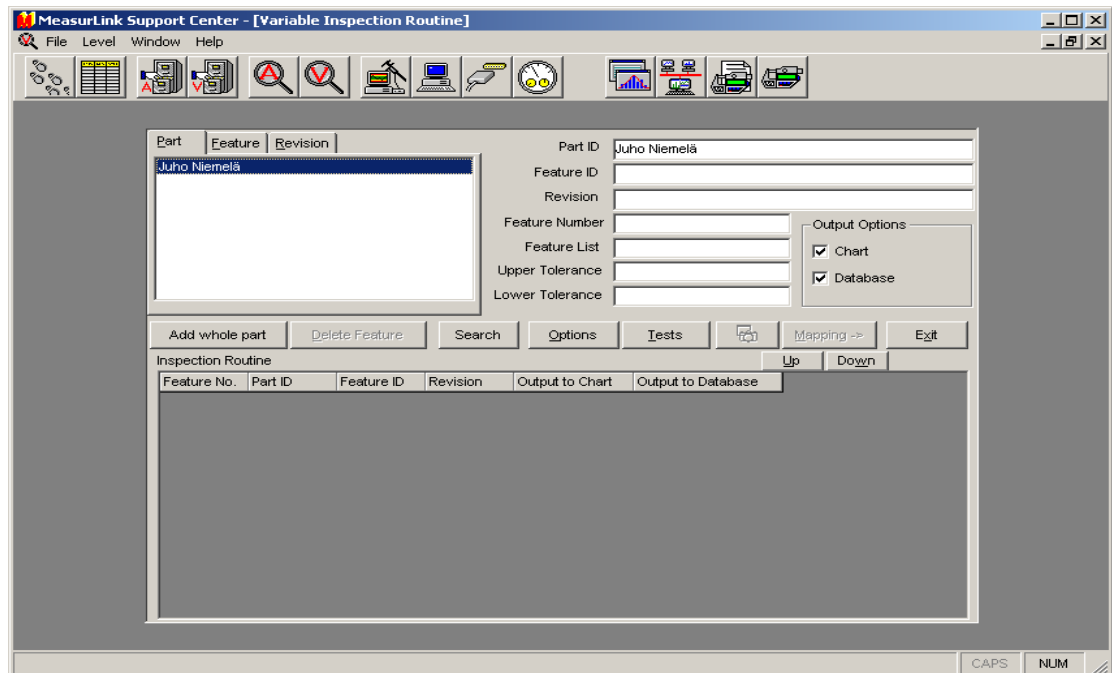 MeasurLink Support Center - [Variable Inspection Routine]
File Level Window Help
A V A V
Part Feature Revision
Juho Niemelä
Part ID Juho Niemelä
Feature ID
Revision
Feature Number
Feature List
Upper Tolerance
Lower Tolerance
Output Options
Chart
Database
Add whole part Delete Feature Search Options Tests Mapping -> Exit
Inspection Routine Up Down
Feature No. Part ID Feature ID Revision Output to Chart Output to Database
CAPS NUM